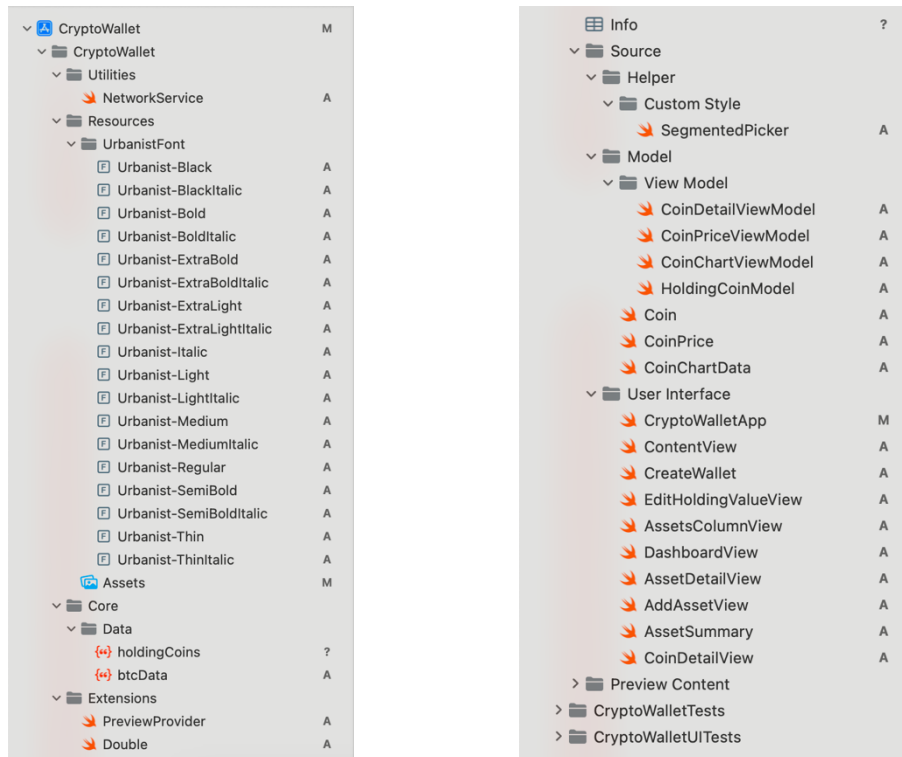 CryptoWallet M
CryptoWallet
Utilities
NetworkService A
Resources
UrbanistFont
Urbanist-Black A
Urbanist-BlackItalic A
Urbanist-Bold A
Urbanist-BoldItalic A
Urbanist-ExtraBold A
Urbanist-ExtraBoldItalic A
Urbanist-ExtraLight A
Urbanist-ExtraLightItalic A
Urbanist-Italic A
Urbanist-Light A
Urbanist-LightItalic A
Urbanist-Medium A
Urbanist-MediumItalic A
Urbanist-Regular A
Urbanist-SemiBold A
Urbanist-SemiBoldItalic A
Urbanist-Thin A
Urbanist-ThinItalic A
Assets M
Core
Data
holdingCoins ?
btcData A
Extensions
PreviewProvider A
Double A
Info ?
Source
Helper
Custom Style
SegmentedPicker A
Model
View Model
CoinDetailViewModel A
CoinPriceViewModel A
CoinChartViewModel A
HoldingCoinModel A
Coin A
CoinPrice A
CoinChartData A
User Interface
CryptoWalletApp M
ContentView A
CreateWallet A
EditHoldingValueView A
AssetsColumnView A
DashboardView A
AssetDetailView A
AddAssetView A
AssetSummary A
CoinDetailView A
Preview Content
CryptoWalletTests
CryptoWalletUITests